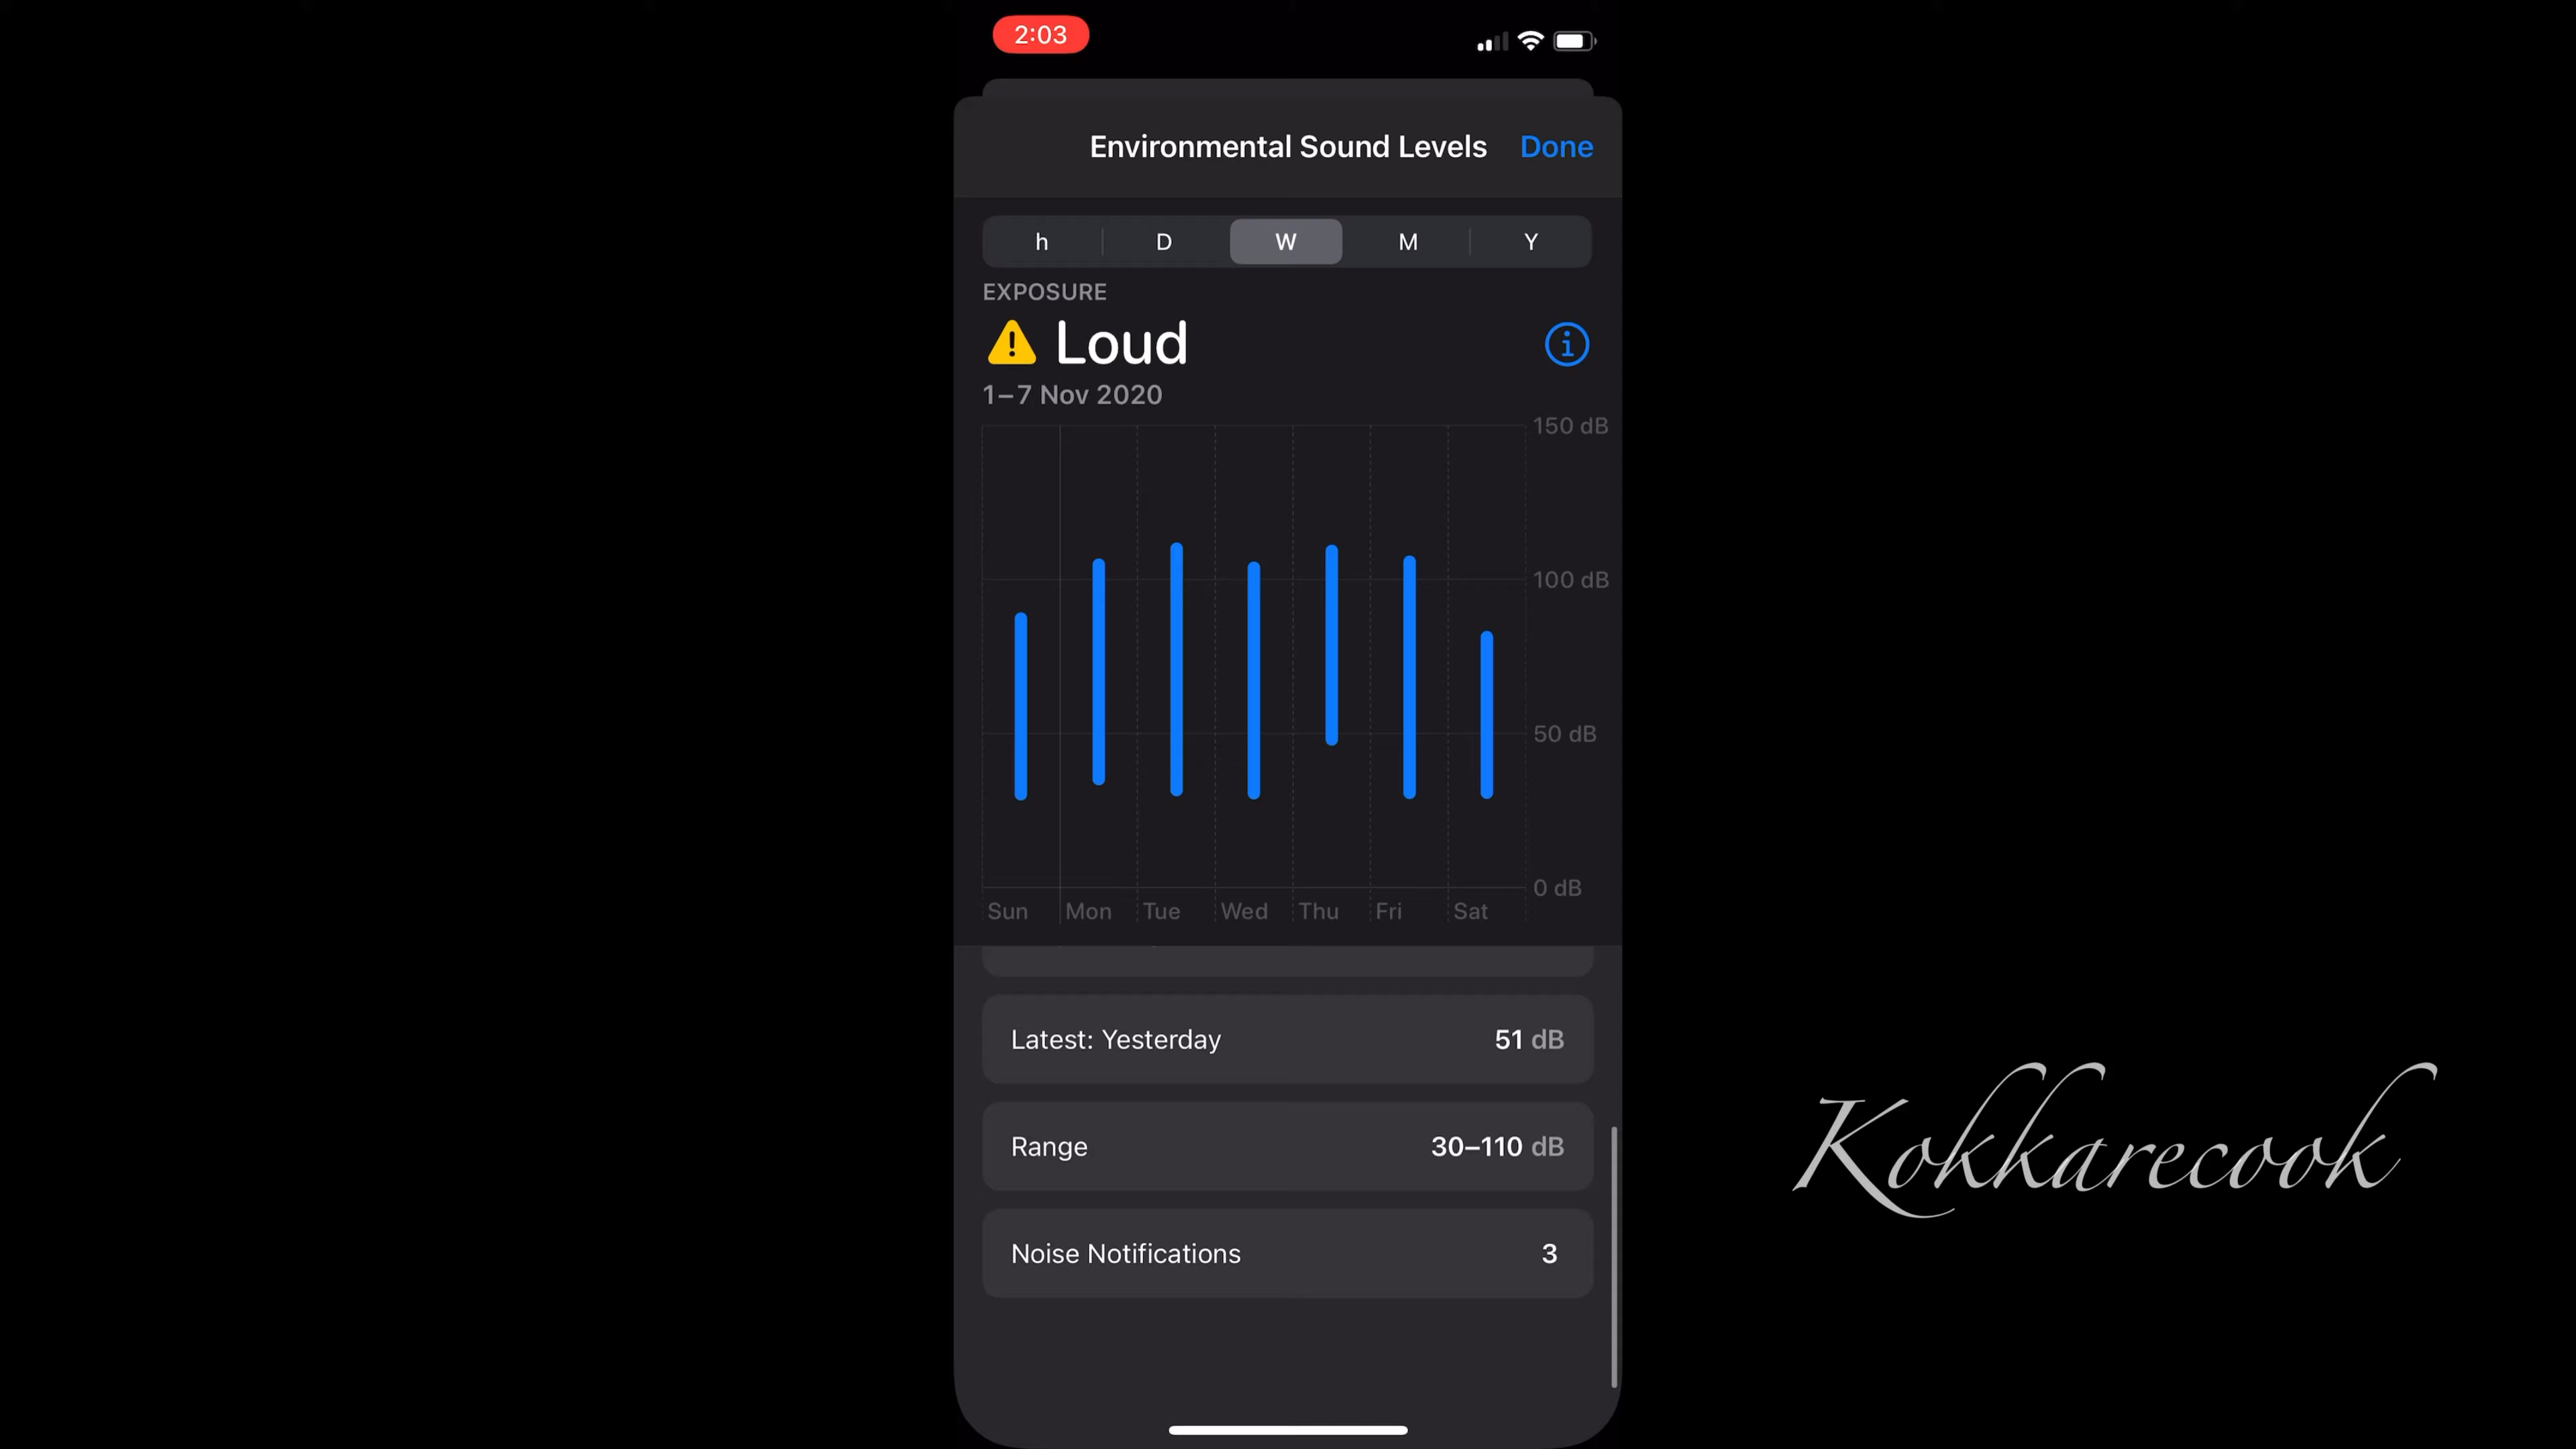 2:03
Environmental Sound Levels Done
h D W M Y
EXPOSURE
Loud
1–7 Nov 2020
150 dB
100 dB
50 dB
0 dB
Sun Mon Tue Wed Thu Fri Sat
Latest: Yesterday 51 dB
Range 30–110 dB
Noise Notifications 3
Kokkarecook